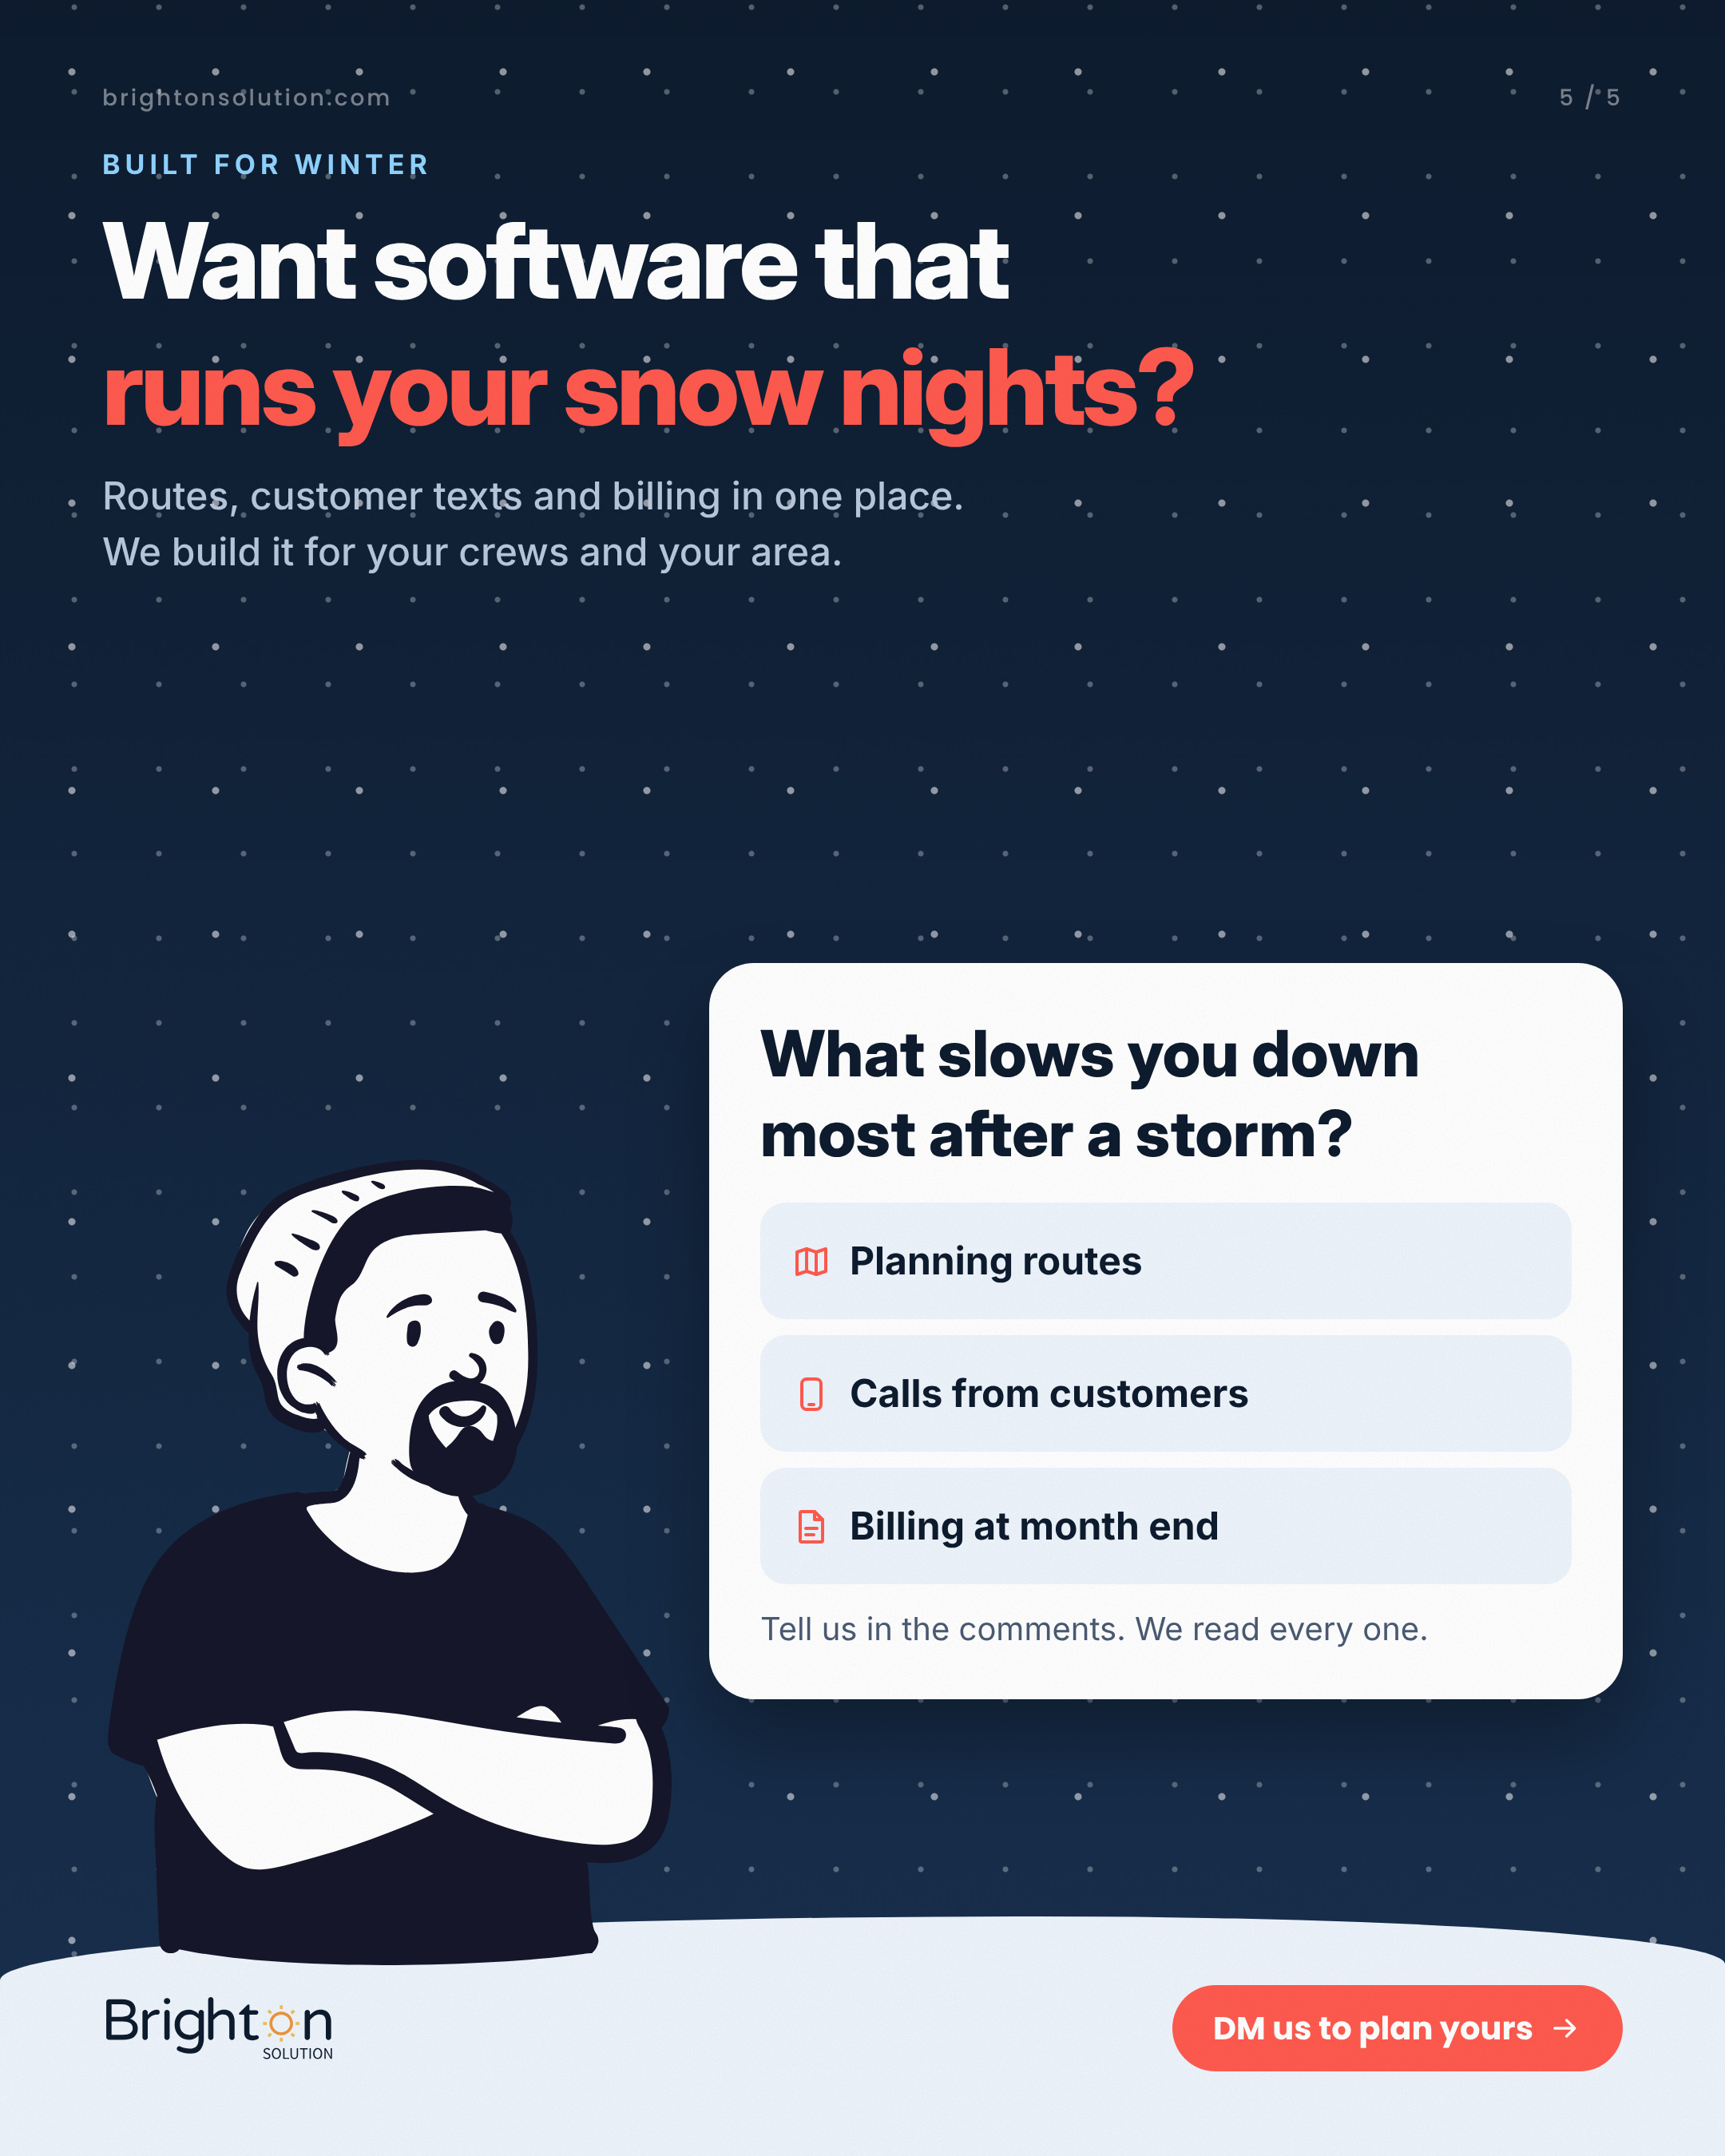 brightonsolution.com
5 / 5
BUILT FOR WINTER
Want software that
runs your snow nights?
Routes, customer texts and billing in one place.
We build it for your crews and your area.
What slows you down
most after a storm?
Planning routes
Calls from customers
Billing at month end
Tell us in the comments. We read every one.
Brighton
SOLUTION
DM us to plan yours →